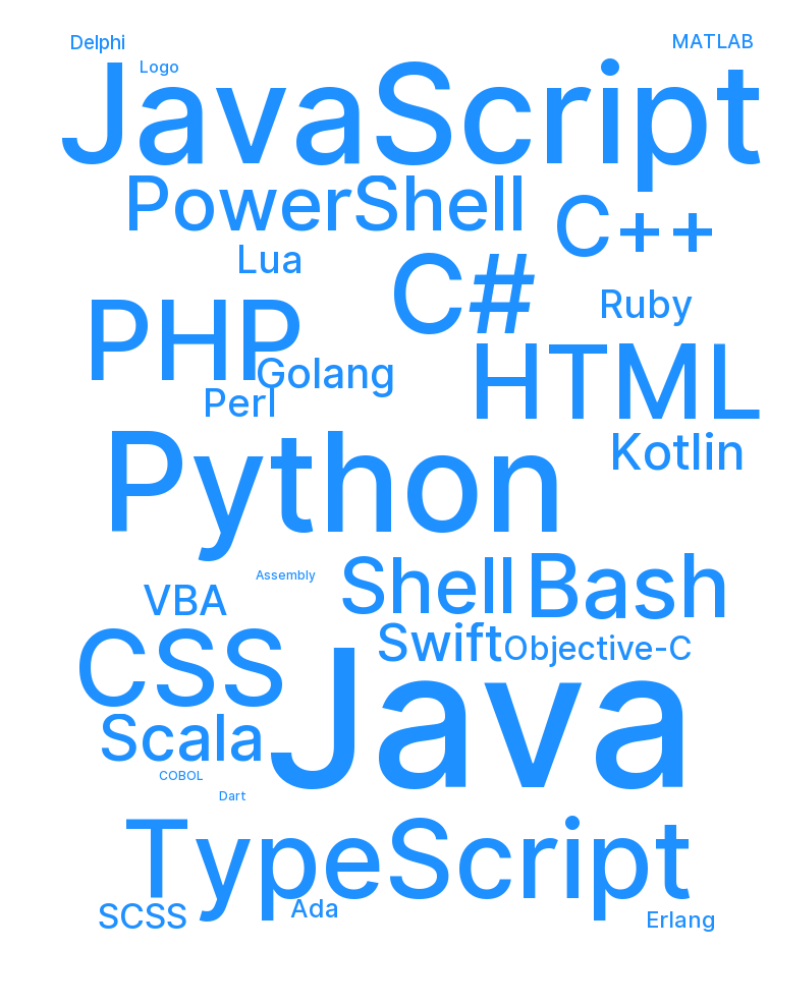 Delphi MATLAB
Logo
JavaScript
PowerShell C++
Lua C# Ruby
PHP HTML
Golang
Perl
Python Kotlin
Assembly Shell Bash
VBA
CSS Swift Objective-C
Scala Java
COBOL
Dart
TypeScript
SCSS Ada Erlang